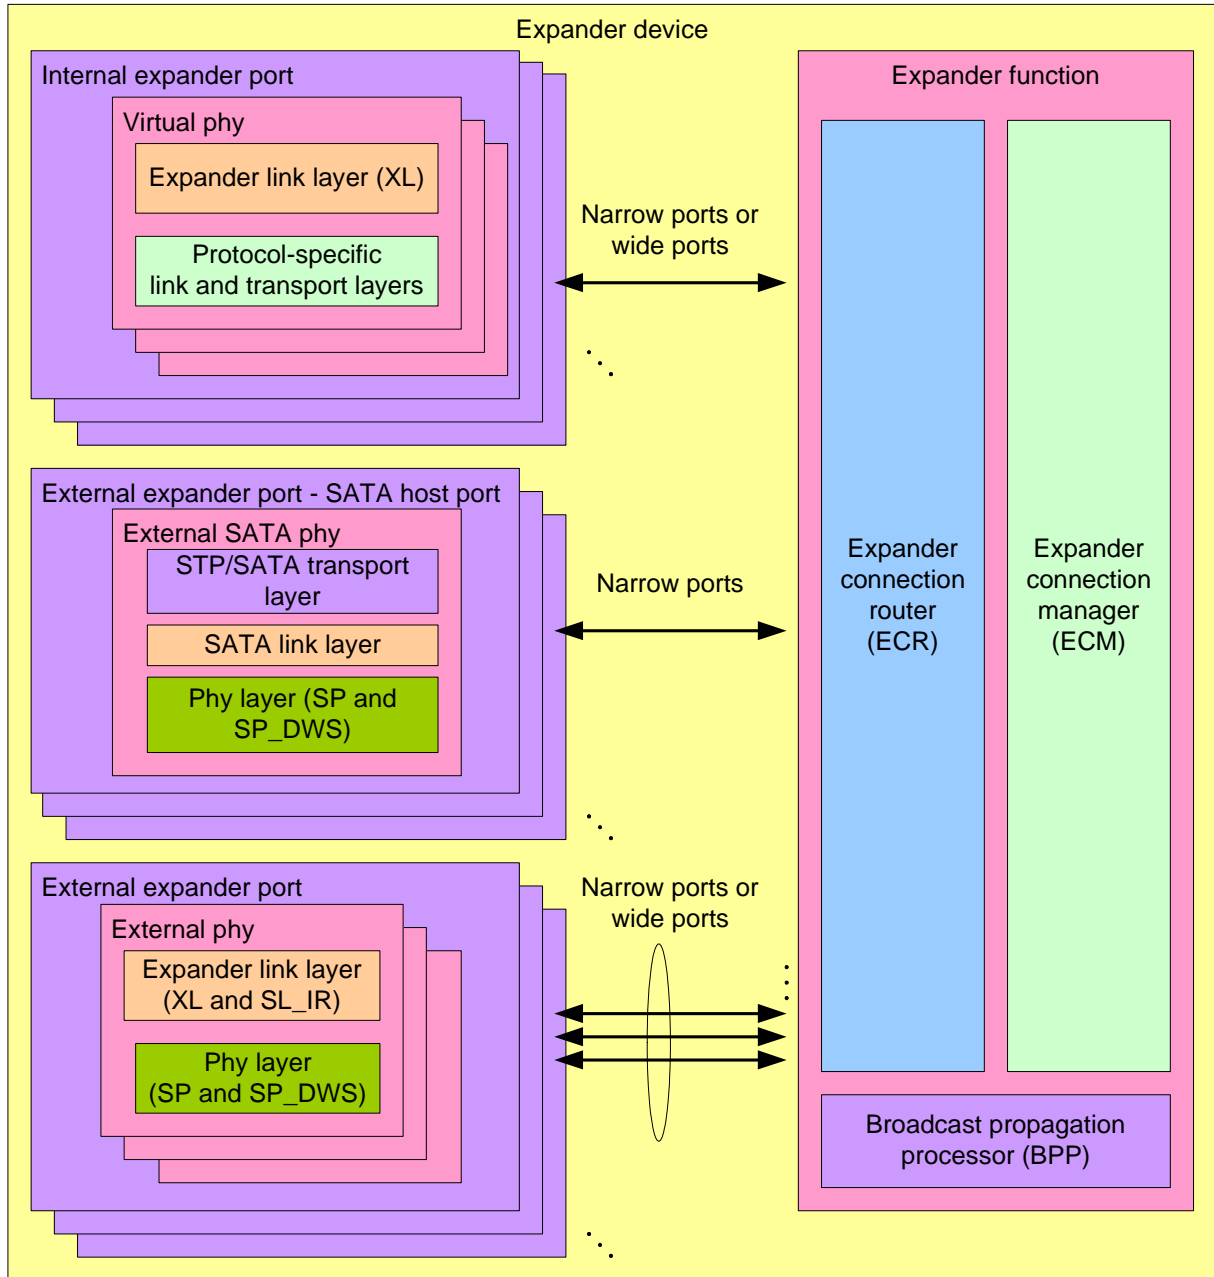 Expander device
Internal expander port
Virtual phy
Expander link layer (XL)
Protocol-specific
link and transport layers
Narrow ports or
wide ports
External expander port - SATA host port
External SATA phy
STP/SATA transport
layer
SATA link layer
Phy layer (SP and
SP_DWS)
Narrow ports
External expander port
External phy
Expander link layer
(XL and SL_IR)
Phy layer
(SP and SP_DWS)
Narrow ports or
wide ports
Expander function
Expander
connection
router
(ECR)
Expander
connection
manager
(ECM)
Broadcast propagation
processor (BPP)